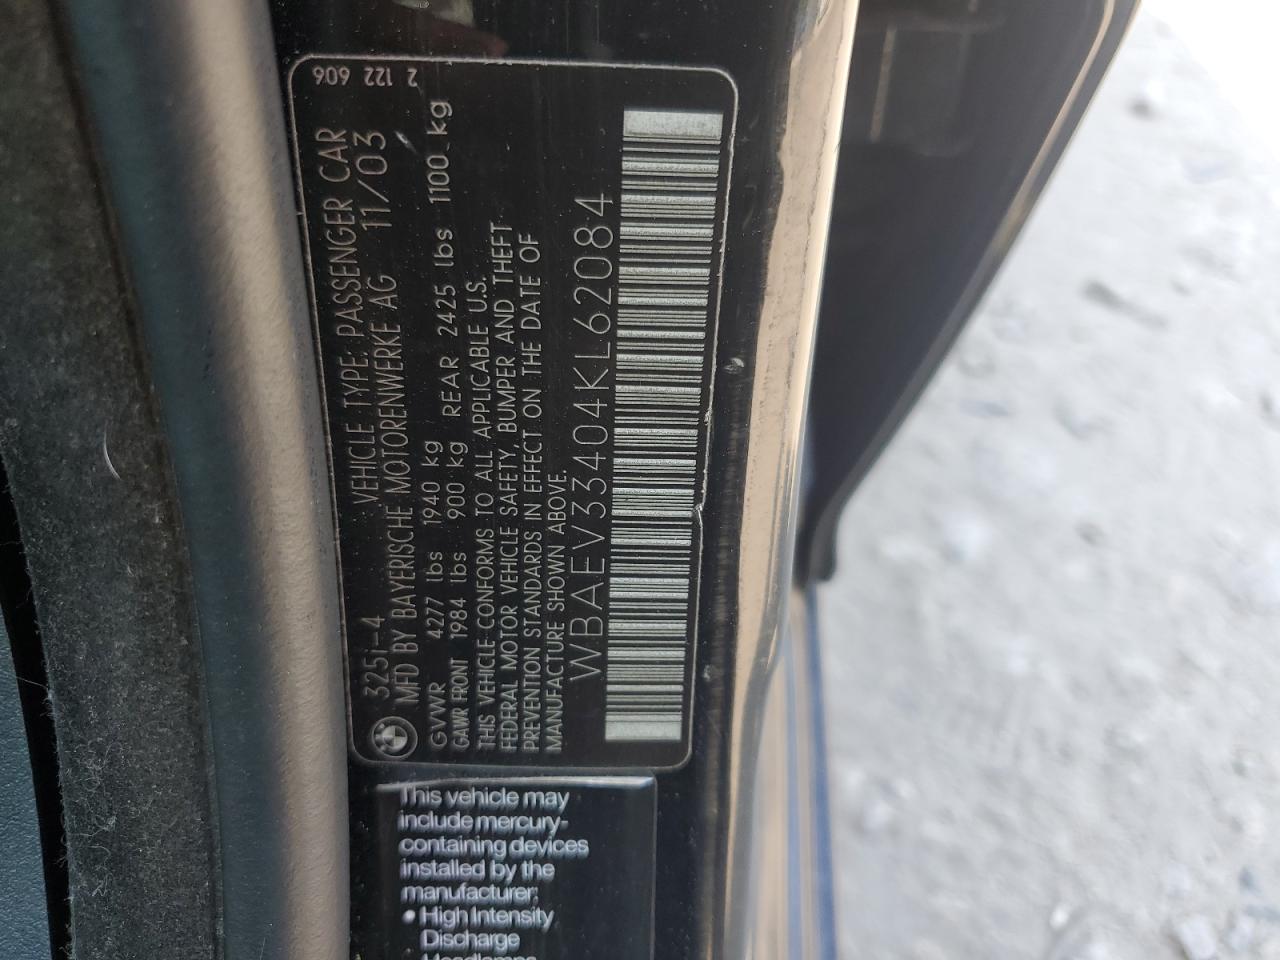 2 122 606
325i-4 VEHICLE TYPE: PASSENGER CAR
MFD BY BAYERISCHE MOTORENWERKE AG 11/03
GVWR 4277 lbs 1940 kg
GAWR FRONT 1984 lbs 900 kg REAR 2425 lbs 1100 kg
THIS VEHICLE CONFORMS TO ALL APPLICABLE U.S.
FEDERAL MOTOR VEHICLE SAFETY, BUMPER AND THEFT
PREVENTION STANDARDS IN EFFECT ON THE DATE OF
MANUFACTURE SHOWN ABOVE.
WBAEV33404KL62084
This vehicle may
include mercury-
containing devices
installed by the
manufacturer:
• High Intensity
Discharge
Headlamps